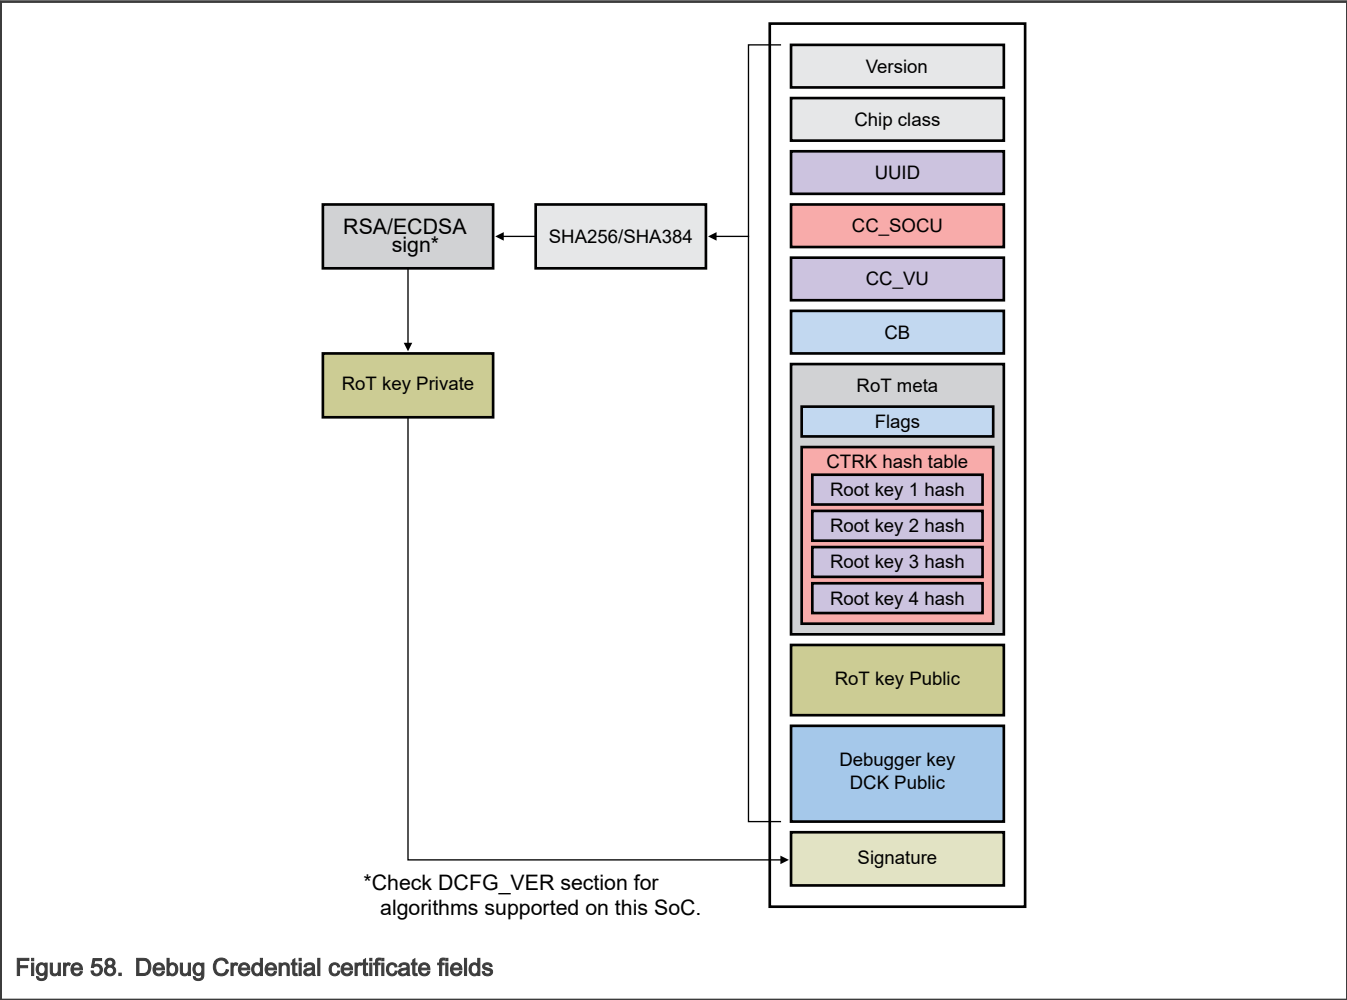 Version
Chip class
UUID
CC_SOCU
CC_VU
CB
RoT meta
Flags
CTRK hash table
Root key 1 hash
Root key 2 hash
Root key 3 hash
Root key 4 hash
RoT key Public
Debugger key
DCK Public
Signature
SHA256/SHA384
RSA/ECDSA
sign*
RoT key Private
*Check DCFG_VER section for
algorithms supported on this SoC.
Figure 58. Debug Credential certificate fields